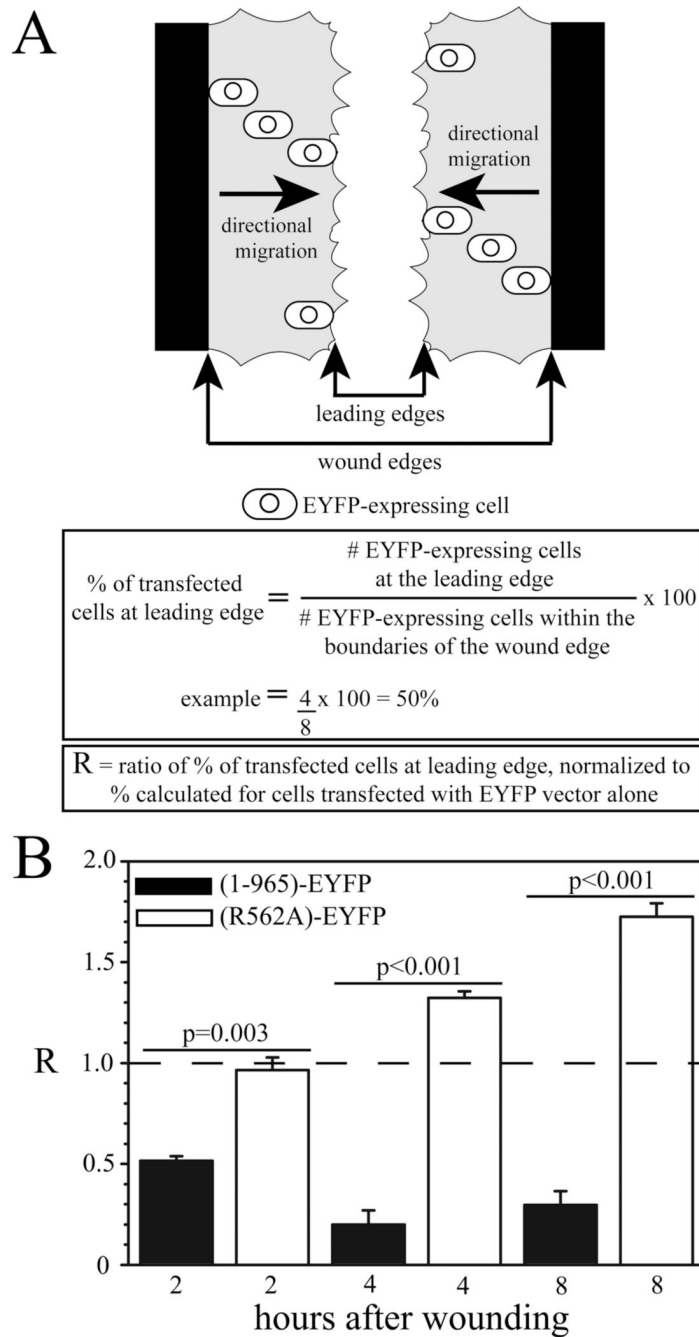 A
directional
migration
directional
migration
leading edges
wound edges
EYFP-expressing cell
% of transfected
cells at leading edge
=
# EYFP-expressing cells
at the leading edge
# EYFP-expressing cells within the
boundaries of the wound edge
x 100
example = 4/8 x 100 = 50%
R = ratio of % of transfected cells at leading edge, normalized to
% calculated for cells transfected with EYFP vector alone
B
2.0
1.5
1.0
0.5
0
R
(1-965)-EYFP
(R562A)-EYFP
p=0.003
p<0.001
p<0.001
2 2 4 4 8 8
hours after wounding